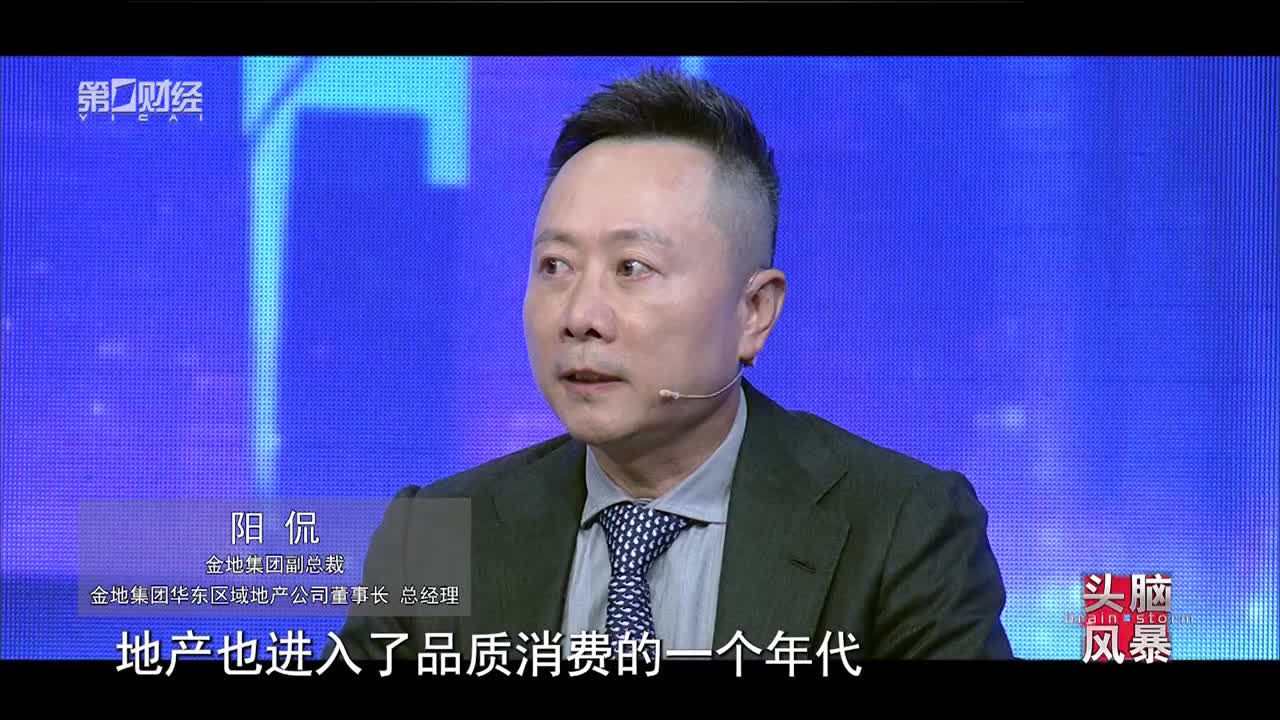 第一财经
YICAI
阳 侃
金地集团副总裁
金地集团华东区域地产公司董事长 总经理
地产也进入了品质消费的一个年代
头脑
brain storm
风暴